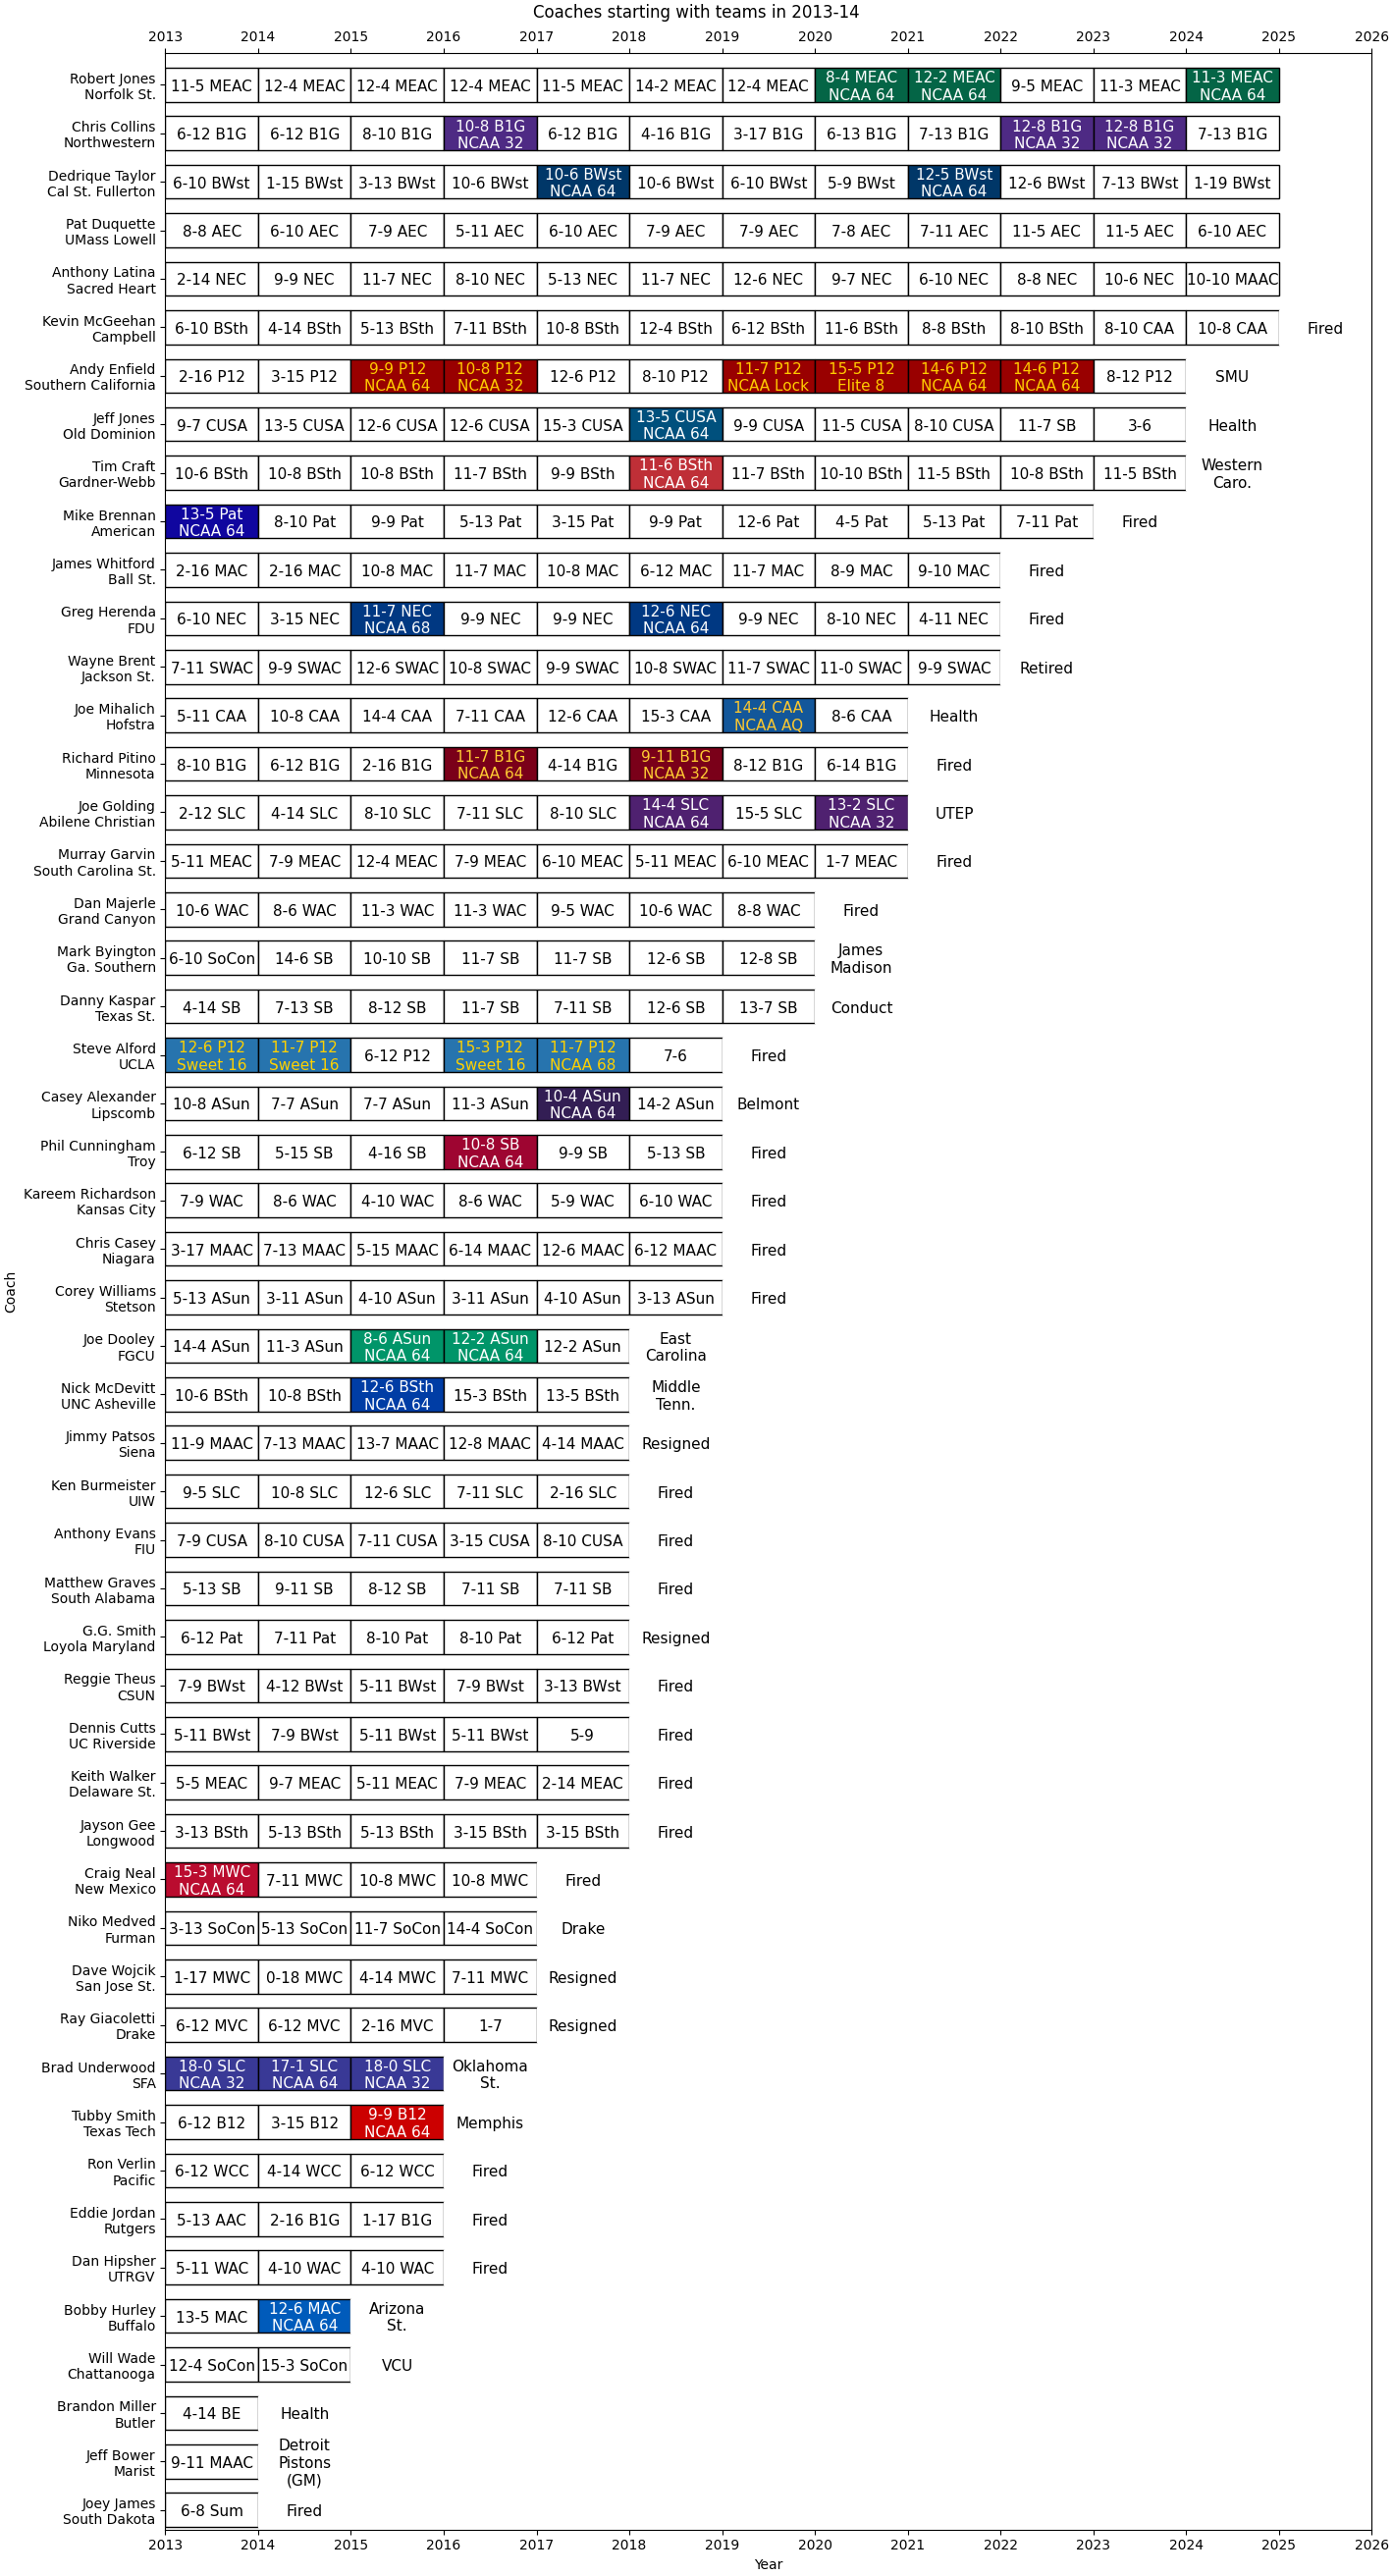 Coaches starting with teams in 2013-14
2013 2014 2015 2016 2017 2018 2019 2020 2021 2022 2023 2024 2025 2026
Robert Jones
Norfolk St.
11-5 MEAC 12-4 MEAC 12-4 MEAC 12-4 MEAC 11-5 MEAC 14-2 MEAC 12-4 MEAC 8-4 MEAC NCAA 64 12-2 MEAC NCAA 64 9-5 MEAC 11-3 MEAC 11-3 MEAC NCAA 64
Chris Collins
Northwestern
6-12 B1G 6-12 B1G 8-10 B1G 10-8 B1G NCAA 32 6-12 B1G 4-16 B1G 3-17 B1G 6-13 B1G 7-13 B1G 12-8 B1G NCAA 32 12-8 B1G NCAA 32 7-13 B1G
Dedrique Taylor
Cal St. Fullerton
6-10 BWst 1-15 BWst 3-13 BWst 10-6 BWst 10-6 BWst NCAA 64 10-6 BWst 6-10 BWst 5-9 BWst 12-5 BWst NCAA 64 12-6 BWst 7-13 BWst 1-19 BWst
Pat Duquette
UMass Lowell
8-8 AEC 6-10 AEC 7-9 AEC 5-11 AEC 6-10 AEC 7-9 AEC 7-9 AEC 7-8 AEC 7-11 AEC 11-5 AEC 11-5 AEC 6-10 AEC
Anthony Latina
Sacred Heart
2-14 NEC 9-9 NEC 11-7 NEC 8-10 NEC 5-13 NEC 11-7 NEC 12-6 NEC 9-7 NEC 6-10 NEC 8-8 NEC 10-6 NEC 10-10 MAAC
Kevin McGeehan
Campbell
6-10 BSth 4-14 BSth 5-13 BSth 7-11 BSth 10-8 BSth 12-4 BSth 6-12 BSth 11-6 BSth 8-8 BSth 8-10 BSth 8-10 CAA 10-8 CAA Fired
Andy Enfield
Southern California
2-16 P12 3-15 P12 9-9 P12 NCAA 64 10-8 P12 NCAA 32 12-6 P12 8-10 P12 11-7 P12 NCAA Lock 15-5 P12 Elite 8 14-6 P12 NCAA 64 14-6 P12 NCAA 64 8-12 P12 SMU
Jeff Jones
Old Dominion
9-7 CUSA 13-5 CUSA 12-6 CUSA 12-6 CUSA 15-3 CUSA 13-5 CUSA NCAA 64 9-9 CUSA 11-5 CUSA 8-10 CUSA 11-7 SB 3-6 Health
Tim Craft
Gardner-Webb
10-6 BSth 10-8 BSth 10-8 BSth 11-7 BSth 9-9 BSth 11-6 BSth NCAA 64 11-7 BSth 10-10 BSth 11-5 BSth 10-8 BSth 11-5 BSth Western Caro.
Mike Brennan
American
13-5 Pat NCAA 64 8-10 Pat 9-9 Pat 5-13 Pat 3-15 Pat 9-9 Pat 12-6 Pat 4-5 Pat 5-13 Pat 7-11 Pat Fired
James Whitford
Ball St.
2-16 MAC 2-16 MAC 10-8 MAC 11-7 MAC 10-8 MAC 6-12 MAC 11-7 MAC 8-9 MAC 9-10 MAC Fired
Greg Herenda
FDU
6-10 NEC 3-15 NEC 11-7 NEC NCAA 68 9-9 NEC 9-9 NEC 12-6 NEC NCAA 64 9-9 NEC 8-10 NEC 4-11 NEC Fired
Wayne Brent
Jackson St.
7-11 SWAC 9-9 SWAC 12-6 SWAC 10-8 SWAC 9-9 SWAC 10-8 SWAC 11-7 SWAC 11-0 SWAC 9-9 SWAC Retired
Joe Mihalich
Hofstra
5-11 CAA 10-8 CAA 14-4 CAA 7-11 CAA 12-6 CAA 15-3 CAA 14-4 CAA NCAA AQ 8-6 CAA Health
Richard Pitino
Minnesota
8-10 B1G 6-12 B1G 2-16 B1G 11-7 B1G NCAA 64 4-14 B1G 9-11 B1G NCAA 32 8-12 B1G 6-14 B1G Fired
Joe Golding
Abilene Christian
2-12 SLC 4-14 SLC 8-10 SLC 7-11 SLC 8-10 SLC 14-4 SLC NCAA 64 15-5 SLC 13-2 SLC NCAA 32 UTEP
Murray Garvin
South Carolina St.
5-11 MEAC 7-9 MEAC 12-4 MEAC 7-9 MEAC 6-10 MEAC 5-11 MEAC 6-10 MEAC 1-7 MEAC Fired
Dan Majerle
Grand Canyon
10-6 WAC 8-6 WAC 11-3 WAC 11-3 WAC 9-5 WAC 10-6 WAC 8-8 WAC Fired
Mark Byington
Ga. Southern
6-10 SoCon 14-6 SB 10-10 SB 11-7 SB 11-7 SB 12-6 SB 12-8 SB James Madison
Danny Kaspar
Texas St.
4-14 SB 7-13 SB 8-12 SB 11-7 SB 7-11 SB 12-6 SB 13-7 SB Conduct
Steve Alford
UCLA
12-6 P12 Sweet 16 11-7 P12 Sweet 16 6-12 P12 15-3 P12 Sweet 16 11-7 P12 NCAA 68 7-6 Fired
Casey Alexander
Lipscomb
10-8 ASun 7-7 ASun 7-7 ASun 11-3 ASun 10-4 ASun NCAA 64 14-2 ASun Belmont
Phil Cunningham
Troy
6-12 SB 5-15 SB 4-16 SB 10-8 SB NCAA 64 9-9 SB 5-13 SB Fired
Kareem Richardson
Kansas City
7-9 WAC 8-6 WAC 4-10 WAC 8-6 WAC 5-9 WAC 6-10 WAC Fired
Chris Casey
Niagara
3-17 MAAC 7-13 MAAC 5-15 MAAC 6-14 MAAC 12-6 MAAC 6-12 MAAC Fired
Corey Williams
Stetson
5-13 ASun 3-11 ASun 4-10 ASun 3-11 ASun 4-10 ASun 3-13 ASun Fired
Coach
Joe Dooley
FGCU
14-4 ASun 11-3 ASun 8-6 ASun NCAA 64 12-2 ASun NCAA 64 12-2 ASun East Carolina
Nick McDevitt
UNC Asheville
10-6 BSth 10-8 BSth 12-6 BSth NCAA 64 15-3 BSth 13-5 BSth Middle Tenn.
Jimmy Patsos
Siena
11-9 MAAC 7-13 MAAC 13-7 MAAC 12-8 MAAC 4-14 MAAC Resigned
Ken Burmeister
UIW
9-5 SLC 10-8 SLC 12-6 SLC 7-11 SLC 2-16 SLC Fired
Anthony Evans
FIU
7-9 CUSA 8-10 CUSA 7-11 CUSA 3-15 CUSA 8-10 CUSA Fired
Matthew Graves
South Alabama
5-13 SB 9-11 SB 8-12 SB 7-11 SB 7-11 SB Fired
G.G. Smith
Loyola Maryland
6-12 Pat 7-11 Pat 8-10 Pat 8-10 Pat 6-12 Pat Resigned
Reggie Theus
CSUN
7-9 BWst 4-12 BWst 5-11 BWst 7-9 BWst 3-13 BWst Fired
Dennis Cutts
UC Riverside
5-11 BWst 7-9 BWst 5-11 BWst 5-11 BWst 5-9 Fired
Keith Walker
Delaware St.
5-5 MEAC 9-7 MEAC 5-11 MEAC 7-9 MEAC 2-14 MEAC Fired
Jayson Gee
Longwood
3-13 BSth 5-13 BSth 5-13 BSth 3-15 BSth 3-15 BSth Fired
Craig Neal
New Mexico
15-3 MWC NCAA 64 7-11 MWC 10-8 MWC 10-8 MWC Fired
Niko Medved
Furman
3-13 SoCon 5-13 SoCon 11-7 SoCon 14-4 SoCon Drake
Dave Wojcik
San Jose St.
1-17 MWC 0-18 MWC 4-14 MWC 7-11 MWC Resigned
Ray Giacoletti
Drake
6-12 MVC 6-12 MVC 2-16 MVC 1-7 Resigned
Brad Underwood
SFA
18-0 SLC NCAA 32 17-1 SLC NCAA 64 18-0 SLC NCAA 32 Oklahoma St.
Tubby Smith
Texas Tech
6-12 B12 3-15 B12 9-9 B12 NCAA 64 Memphis
Ron Verlin
Pacific
6-12 WCC 4-14 WCC 6-12 WCC Fired
Eddie Jordan
Rutgers
5-13 AAC 2-16 B1G 1-17 B1G Fired
Dan Hipsher
UTRGV
5-11 WAC 4-10 WAC 4-10 WAC Fired
Bobby Hurley
Buffalo
13-5 MAC 12-6 MAC NCAA 64 Arizona St.
Will Wade
Chattanooga
12-4 SoCon 15-3 SoCon VCU
Brandon Miller
Butler
4-14 BE Health
Jeff Bower
Marist
9-11 MAAC Detroit Pistons (GM)
Joey James
South Dakota
6-8 Sum Fired
2013 2014 2015 2016 2017 2018 2019 2020 2021 2022 2023 2024 2025 2026
Year